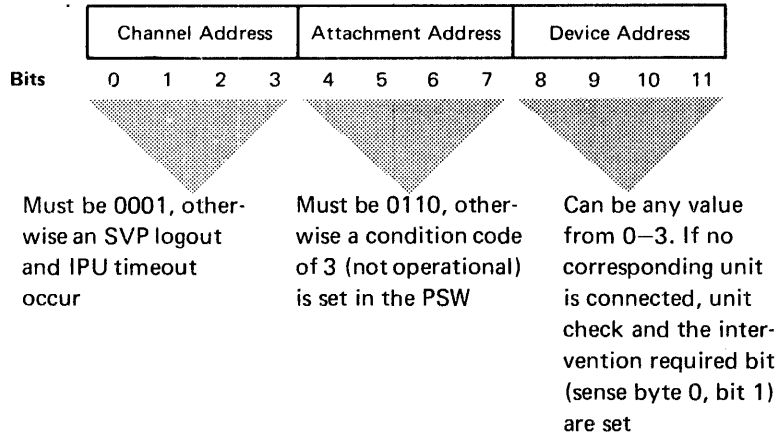 Channel Address Attachment Address Device Address
Bits 0 1 2 3 4 5 6 7 8 9 10 11
Must be 0001, other-
wise an SVP logout
and IPU timeout
occur
Must be 0110, other-
wise a condition code
of 3 (not operational)
is set in the PSW
Can be any value
from 0–3. If no
corresponding unit
is connected, unit
check and the inter-
vention required bit
(sense byte 0, bit 1)
are set